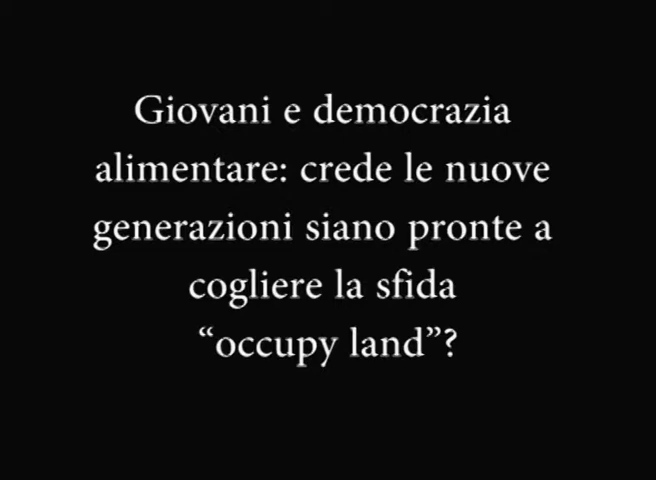 Giovani e democrazia
alimentare: crede le nuove
generazioni siano pronte a
cogliere la sfida
“occupy land”?